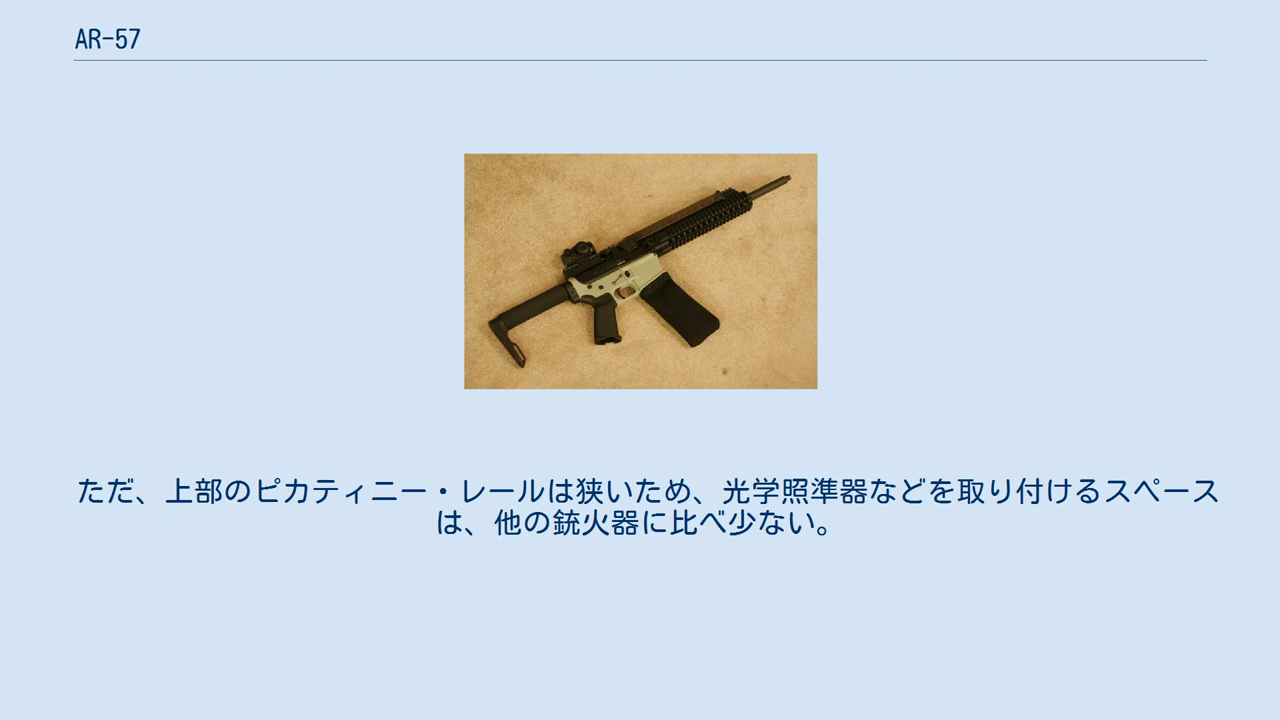 AR-57
ただ、上部のピカティニー・レールは狭いため、光学照準器などを取り付けるスペース
は、他の銃火器に比べ少ない。